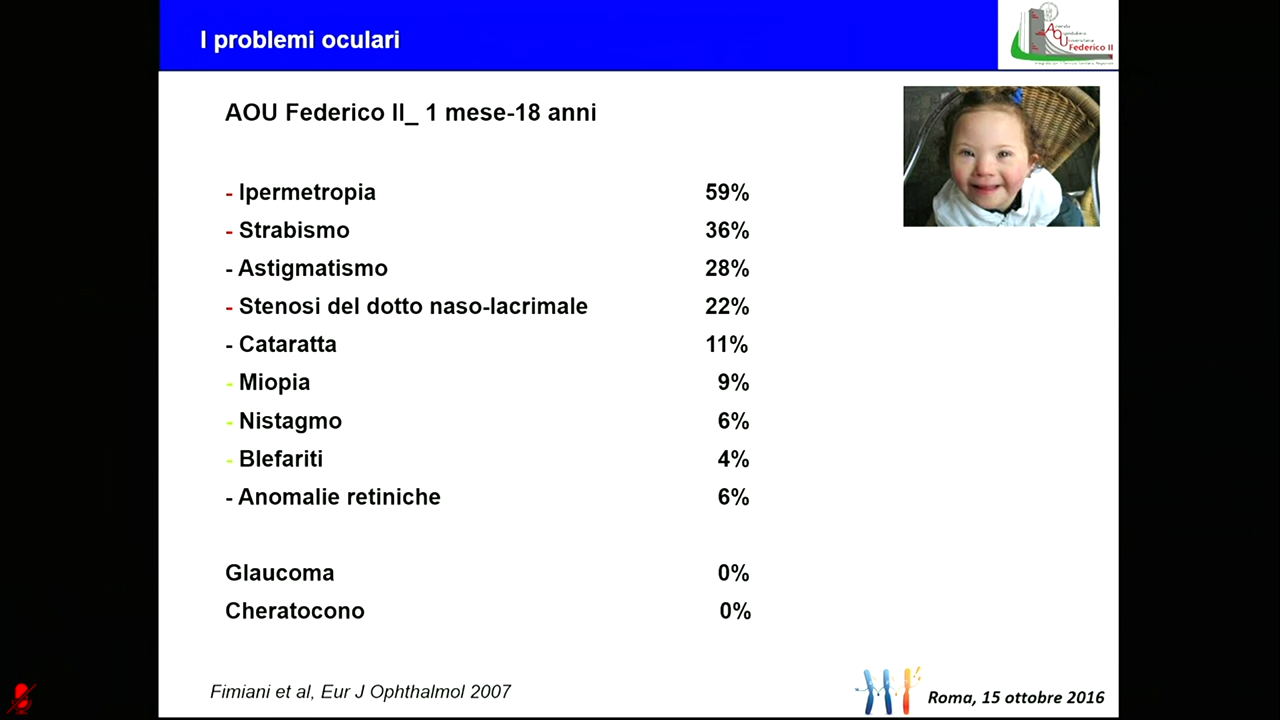 I problemi oculari
Federico II
AOU Federico II_ 1 mese-18 anni
- Ipermetropia 59%
- Strabismo 36%
- Astigmatismo 28%
- Stenosi del dotto naso-lacrimale 22%
- Cataratta 11%
- Miopia 9%
- Nistagmo 6%
- Blefariti 4%
- Anomalie retiniche 6%
Glaucoma 0%
Cheratocono 0%
Fimiani et al, Eur J Ophthalmol 2007
Roma, 15 ottobre 2016